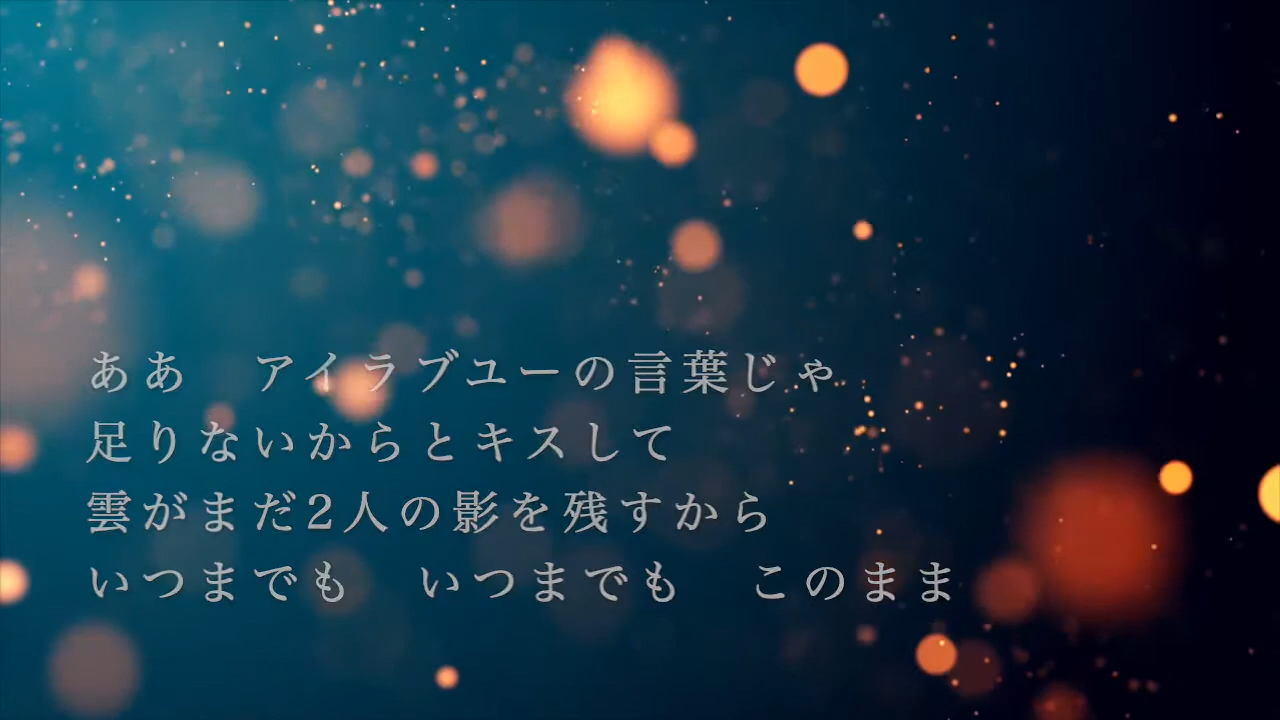 ああ　アイラブユーの言葉じゃ
足りないからとキスして
雲がまだ2人の影を残すから
いつまでも　いつまでも　このまま